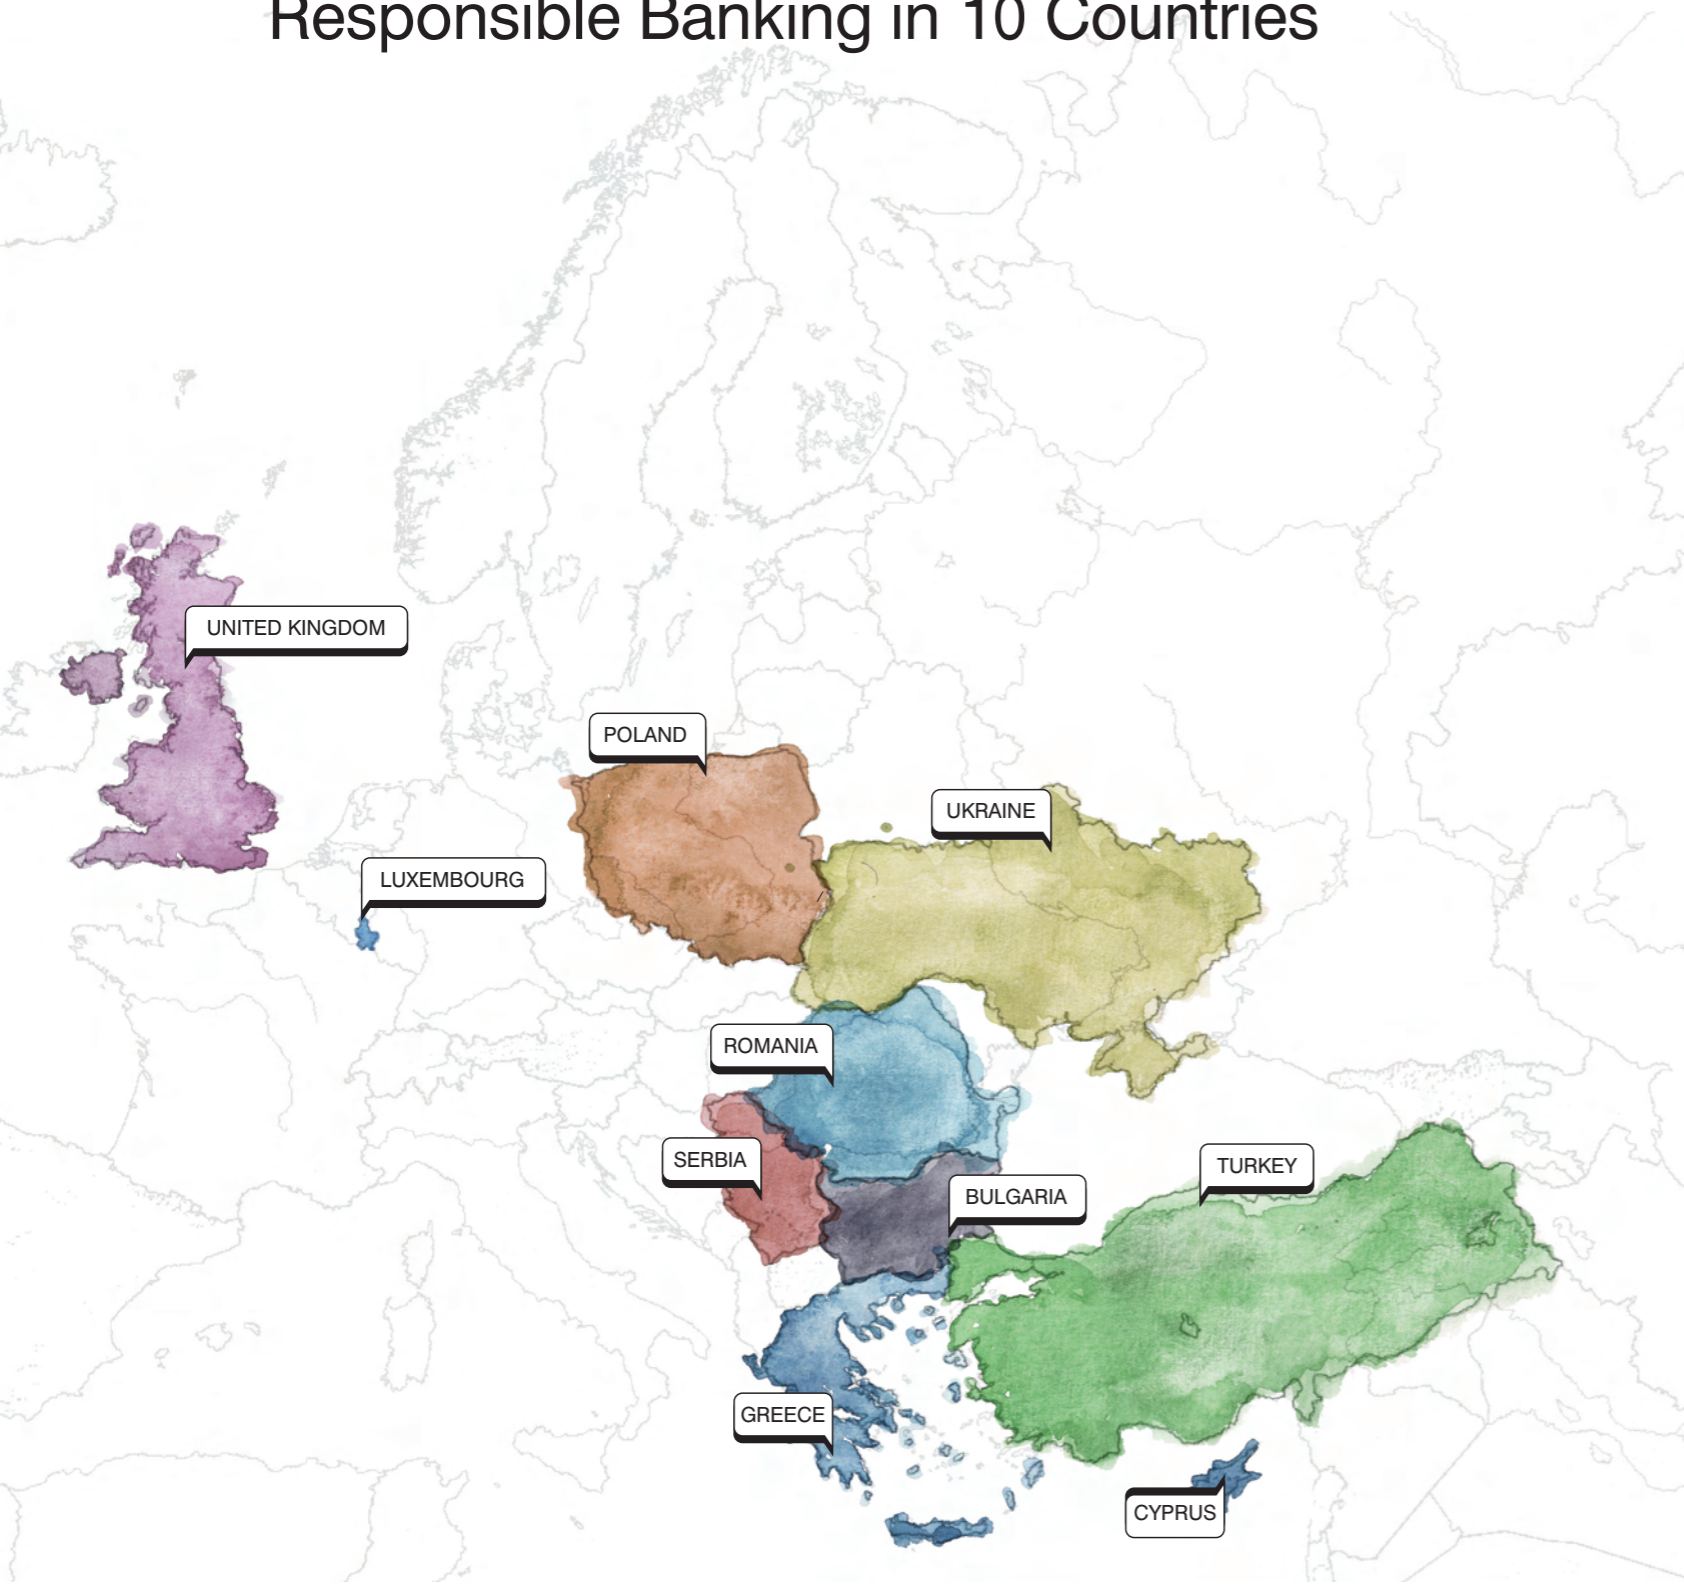 Responsible Banking in 10 Countries
UNITED KINGDOM
POLAND
UKRAINE
LUXEMBOURG
ROMANIA
SERBIA
TURKEY
BULGARIA
GREECE
CYPRUS